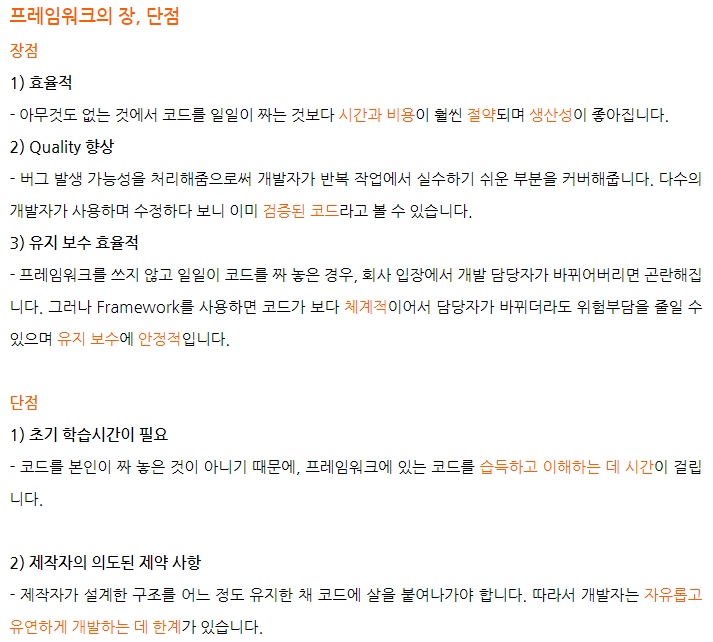 프레임워크의 장, 단점
장점
1) 효율적
- 아무것도 없는 것에서 코드를 일일이 짜는 것보다 시간과 비용이 훨씬 절약되며 생산성이 좋아집니다.
2) Quality 향상
- 버그 발생 가능성을 처리해줌으로써 개발자가 반복 작업에서 실수하기 쉬운 부분을 커버해줍니다. 다수의
개발자가 사용하며 수정하다 보니 이미 검증된 코드라고 볼 수 있습니다.
3) 유지 보수 효율적
- 프레임워크를 쓰지 않고 일일이 코드를 짜 놓은 경우, 회사 입장에서 개발 담당자가 바뀌어버리면 곤란해집
니다. 그러나 Framework를 사용하면 코드가 보다 체계적이어서 담당자가 바뀌더라도 위험부담을 줄일 수
있으며 유지 보수에 안정적입니다.
단점
1) 초기 학습시간이 필요
- 코드를 본인이 짜 놓은 것이 아니기 때문에, 프레임워크에 있는 코드를 습득하고 이해하는 데 시간이 걸립
니다.
2) 제작자의 의도된 제약 사항
- 제작자가 설계한 구조를 어느 정도 유지한 채 코드에 살을 붙여나가야 합니다. 따라서 개발자는 자유롭고
유연하게 개발하는 데 한계가 있습니다.